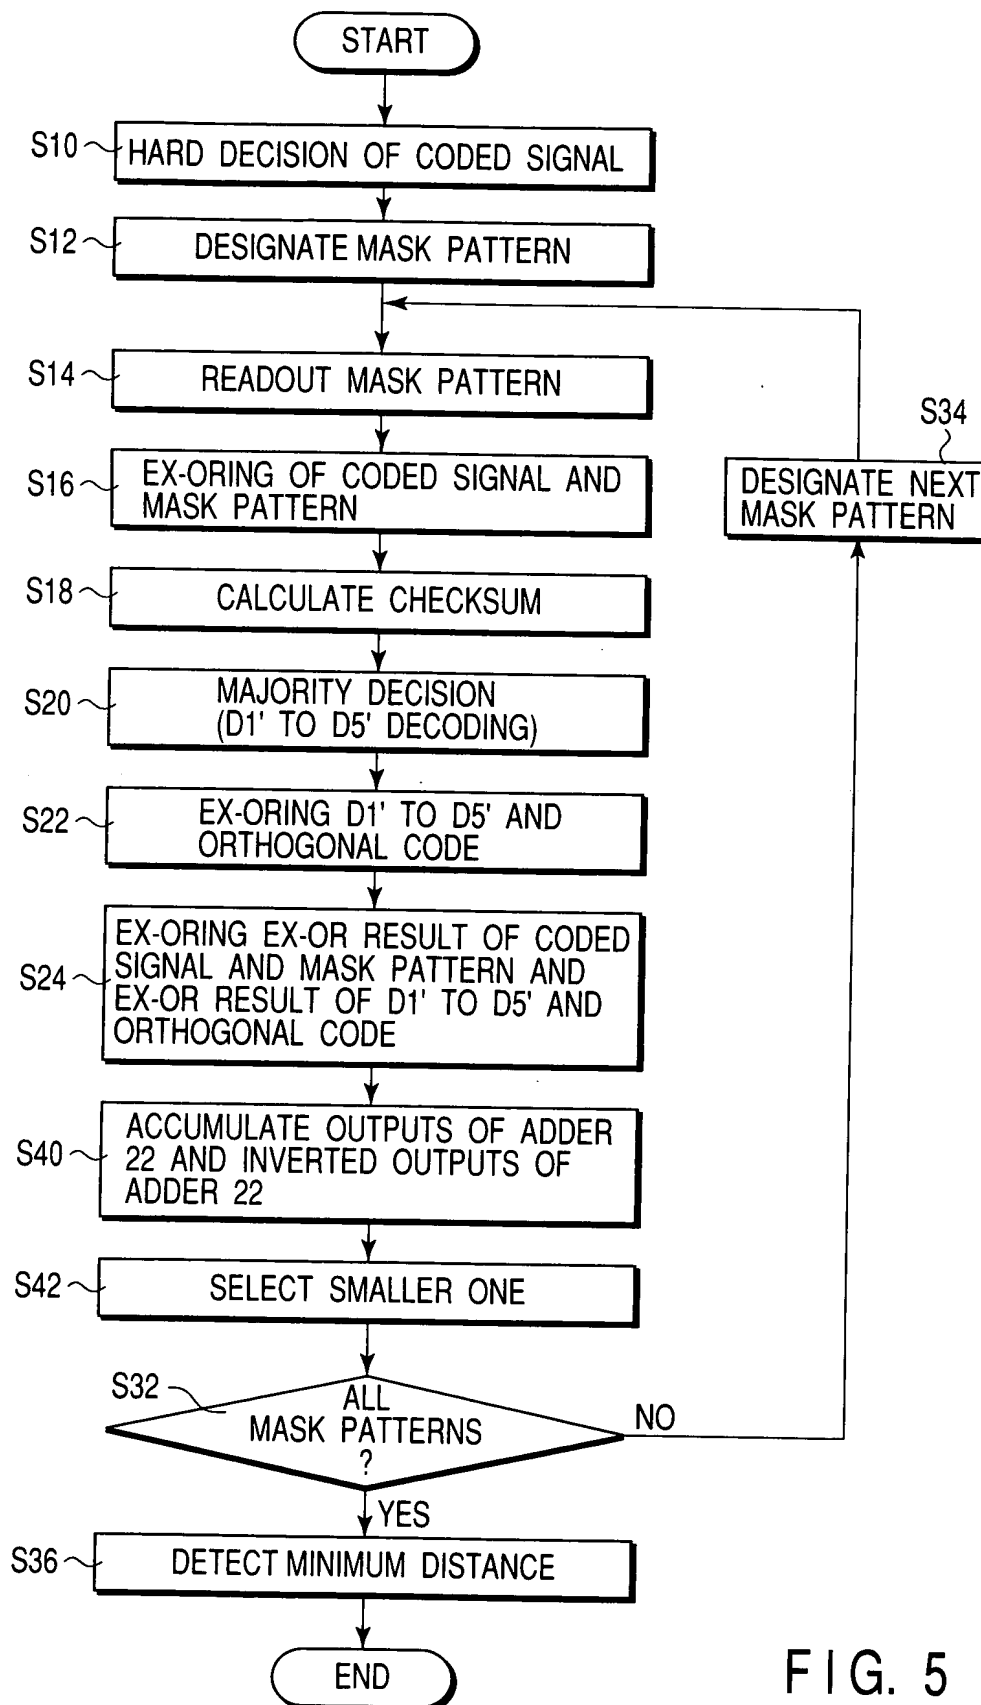 START
S10
HARD DECISION OF CODED SIGNAL
S12
DESIGNATE MASK PATTERN
S14
READOUT MASK PATTERN
S34
DESIGNATE NEXT
MASK PATTERN
S16
EX-ORING OF CODED SIGNAL AND
MASK PATTERN
S18
CALCULATE CHECKSUM
S20
MAJORITY DECISION
(D1' TO D5' DECODING)
S22
EX-ORING D1' TO D5' AND
ORTHOGONAL CODE
S24
EX-ORING EX-OR RESULT OF CODED
SIGNAL AND MASK PATTERN AND
EX-OR RESULT OF D1' TO D5' AND
ORTHOGONAL CODE
S40
ACCUMULATE OUTPUTS OF ADDER
22 AND INVERTED OUTPUTS OF
ADDER 22
S42
SELECT SMALLER ONE
S32
ALL
MASK PATTERNS
?
NO
YES
S36
DETECT MINIMUM DISTANCE
END
FIG. 5